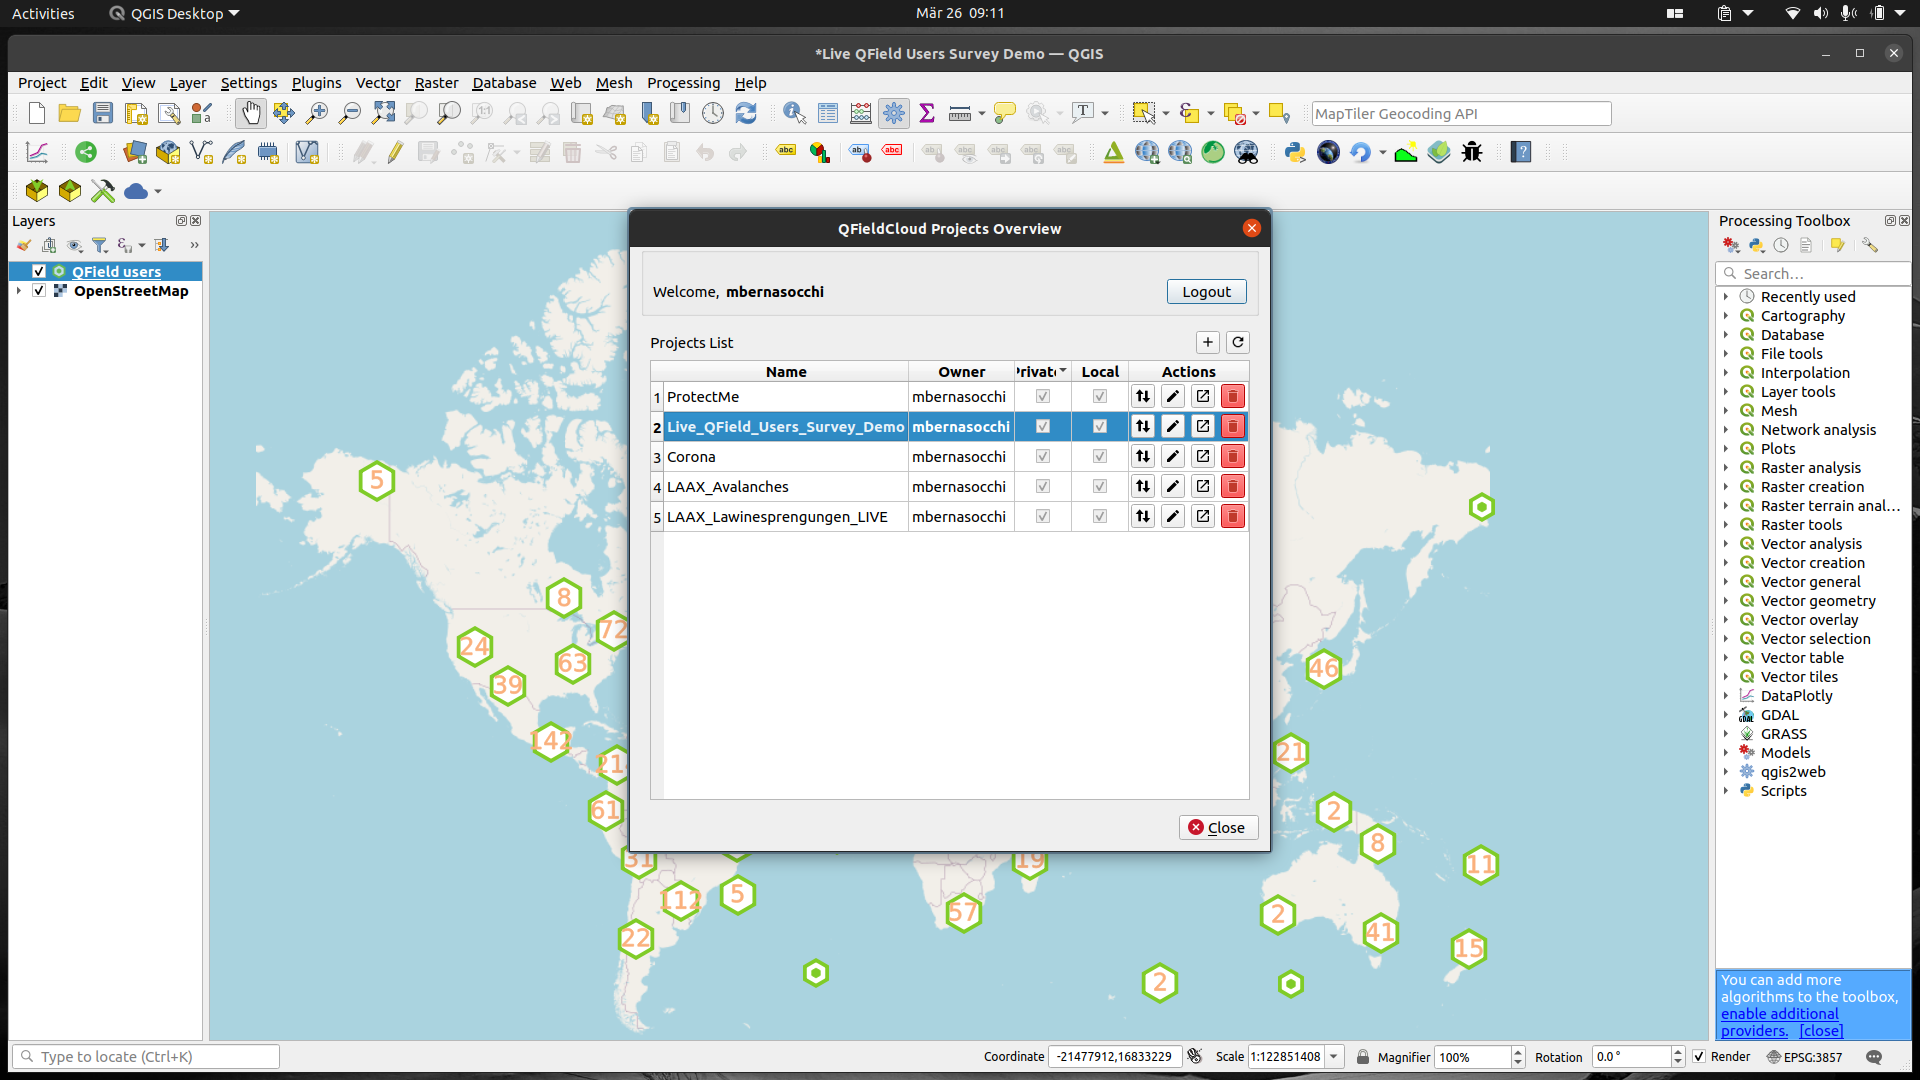 Activities
QGIS Desktop
Mär 26 09:11
*Live QField Users Survey Demo — QGIS
Project Edit View Layer Settings Plugins Vector Raster Database Web Mesh Processing Help
MapTiler Geocoding API
Layers
QField users
OpenStreetMap
QFieldCloud Projects Overview
Welcome, mbernasocchi
Logout
Projects List
Name Owner Local Actions
1 ProtectMe mbernasocchi
2 Live_QField_Users_Survey_Demo mbernasocchi
3 Corona mbernasocchi
4 LAAX_Avalanches mbernasocchi
5 LAAX_Lawinesprengungen_LIVE mbernasocchi
Close
5
8
24
72
63
39
142
61
31
112
5
22
57
19
46
21
2
8
11
2
41
15
2
Processing Toolbox
Search...
Recently used
Cartography
Database
File tools
Interpolation
Layer tools
Mesh
Network analysis
Plots
Raster analysis
Raster creation
Raster terrain anal...
Raster tools
Vector analysis
Vector creation
Vector general
Vector geometry
Vector overlay
Vector selection
Vector table
Vector tiles
DataPlotly
GDAL
GRASS
Models
qgis2web
Scripts
You can add more
algorithms to the toolbox,
enable additional
providers. [close]
Type to locate (Ctrl+K)
Coordinate -21477912,16833229
Scale 1:122851408
Magnifier 100%
Rotation 0.0 °
Render
EPSG:3857